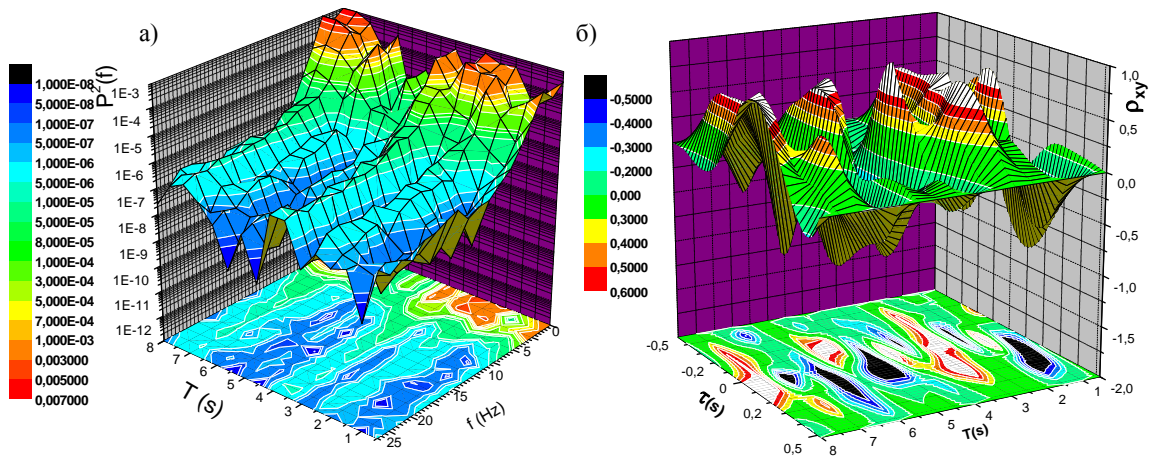 а)
1,000E-08
5,000E-08
1,000E-07
5,000E-07
1,000E-06
5,000E-06
1,000E-05
5,000E-05
8,000E-05
1,000E-04
5,000E-04
7,000E-04
1,000E-03
0,003000
0,005000
0,007000
P²(f)
1E-3
1E-4
1E-5
1E-6
1E-7
1E-8
1E-9
1E-10
1E-11
1E-12
8
7
6
5
4
3
2
1
T (s)
25
20
15
10
5
0
f (Hz)
б)
-0,5000
-0,4000
-0,3000
-0,2000
0,000
0,3000
0,4000
0,5000
0,6000
1,0
0,5
0,0
-0,5
-1,0
-1,5
-2,0
ρxy
-0,5
-0,2
0
0,2
0,5
τ(s)
8
7
6
5
4
3
2
1
T(s)